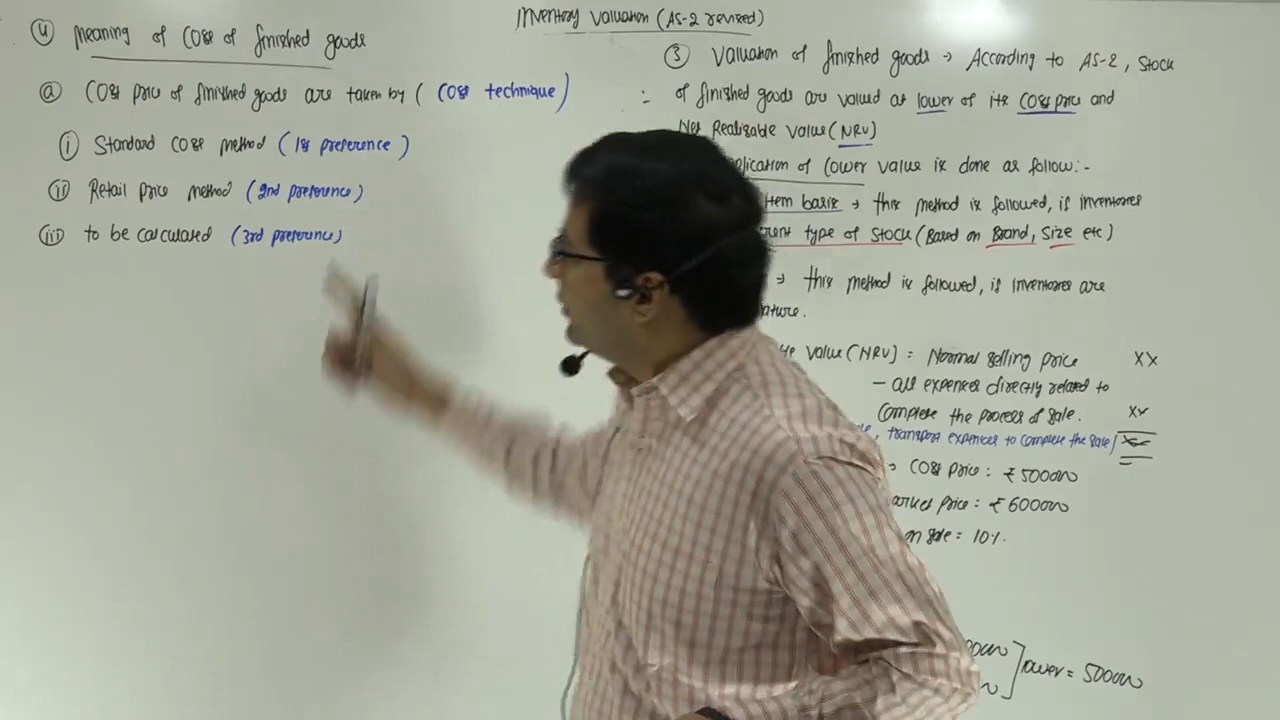 Inventory Valuation (AS-2 revised)
④ Meaning of Cost of finished goods
ⓐ Cost price of finished goods are taken by ( Cost technique )
ⓘ Standard cost method ( 1st preference )
ⅱ Retail price method (2nd preference)
ⅲ to be calculated (3rd preference)
③ Valuation of finished goods → According to AS-2, Stock
of finished goods are valued at lower of its cost price and
Net Realisable Value (NRV)
plication of lower value is done as follow:-
Item basis → this method is followed, if inventories
rent type of stock (Based on Brand, Size etc)
→ this method is followed, if inventories are
nature.
Value (NRV) = Normal selling price XX
– all expenses directly related to
complete the process of sale. XX
, transport expenses to complete the sale) XX
→ Cost price = ₹500000
arket price = ₹600000
on sale = 10%.
lower = 500000